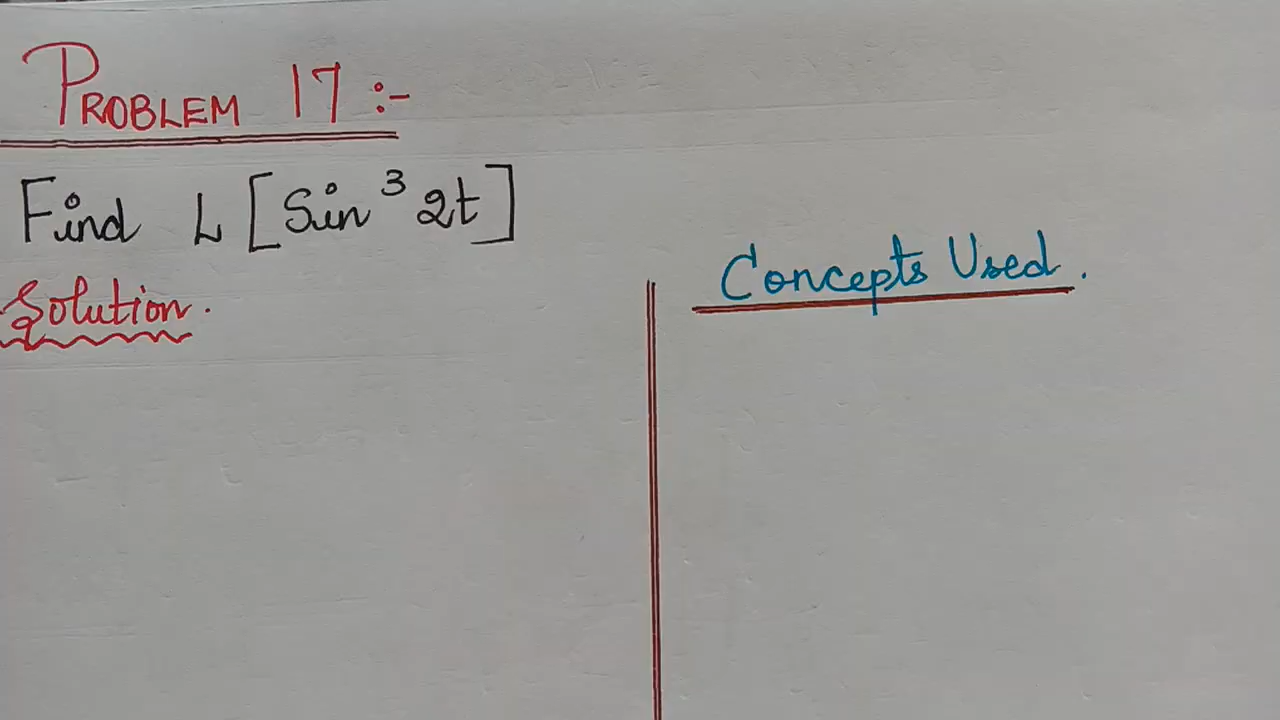 PROBLEM 17 :-
Find L [Sin³ 2t]
Solution.
Concepts Used.